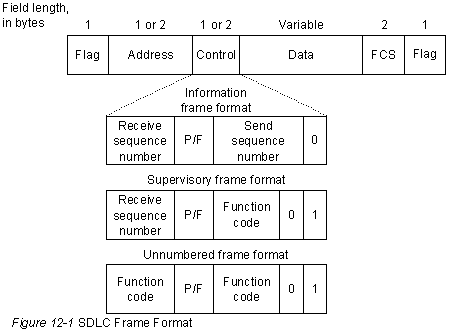 Field length,
in bytes
1 1 or 2 1 or 2 Variable 2 1
Flag Address Control Data FCS Flag
Information
frame format
Receive
sequence
number
P/F
Send
sequence
number
0
Supervisory frame format
Receive
sequence
number
P/F
Function
code
0
1
Unnumbered frame format
Function
code
P/F
Function
code
0
1
Figure 12-1 SDLC Frame Format